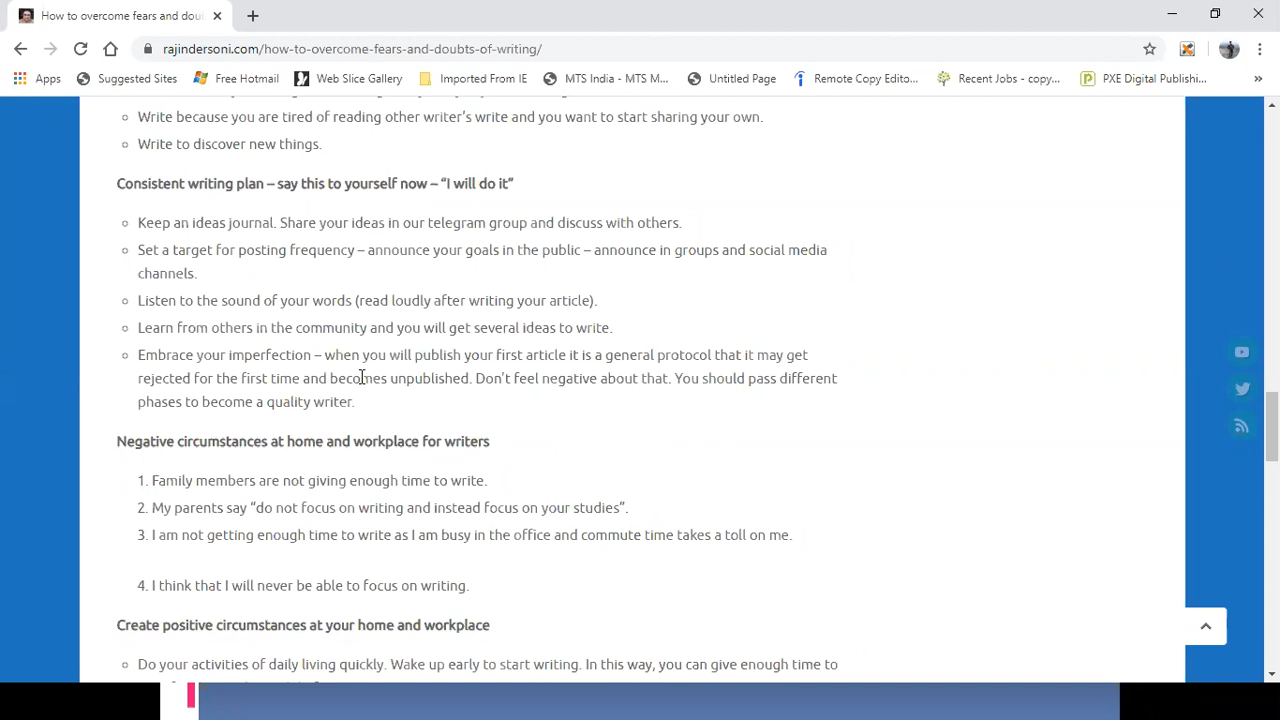 How to overcome fears and dou
rajindersoni.com/how-to-overcome-fears-and-doubts-of-writing/
Apps Suggested Sites Free Hotmail Web Slice Gallery Imported From IE MTS India - MTS M... Untitled Page Remote Copy Edito... Recent Jobs - copy... PXE Digital Publishi... »
◦ Write because you are tired of reading other writer's write and you want to start sharing your own.
◦ Write to discover new things.
Consistent writing plan – say this to yourself now – “I will do it”
◦ Keep an ideas journal. Share your ideas in our telegram group and discuss with others.
◦ Set a target for posting frequency – announce your goals in the public – announce in groups and social media
channels.
◦ Listen to the sound of your words (read loudly after writing your article).
◦ Learn from others in the community and you will get several ideas to write.
◦ Embrace your imperfection – when you will publish your first article it is a general protocol that it may get
rejected for the first time and becomes unpublished. Don't feel negative about that. You should pass different
phases to become a quality writer.
Negative circumstances at home and workplace for writers
1. Family members are not giving enough time to write.
2. My parents say “do not focus on writing and instead focus on your studies”.
3. I am not getting enough time to write as I am busy in the office and commute time takes a toll on me.
4. I think that I will never be able to focus on writing.
Create positive circumstances at your home and workplace
◦ Do your activities of daily living quickly. Wake up early to start writing. In this way, you can give enough time to